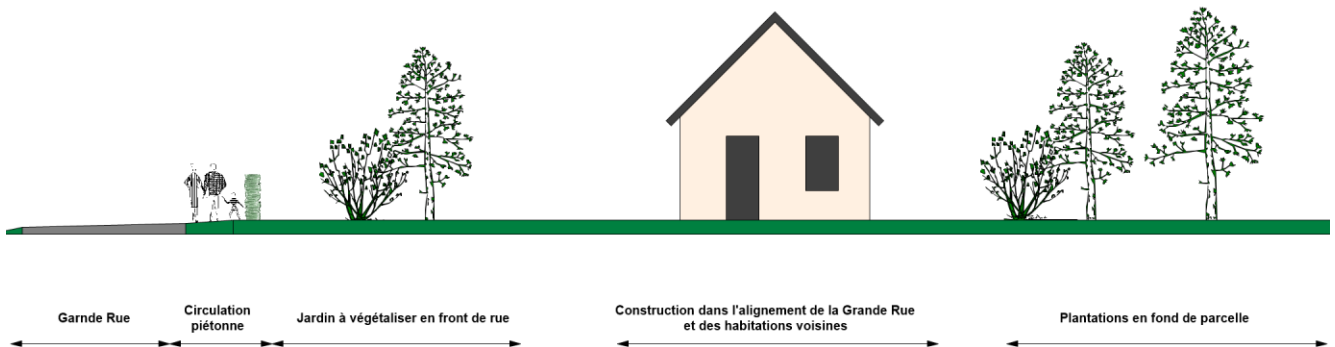 Garnde Rue
Circulation
piétonne
Jardin à végétaliser en front de rue
Construction dans l'alignement de la Grande Rue
et des habitations voisines
Plantations en fond de parcelle